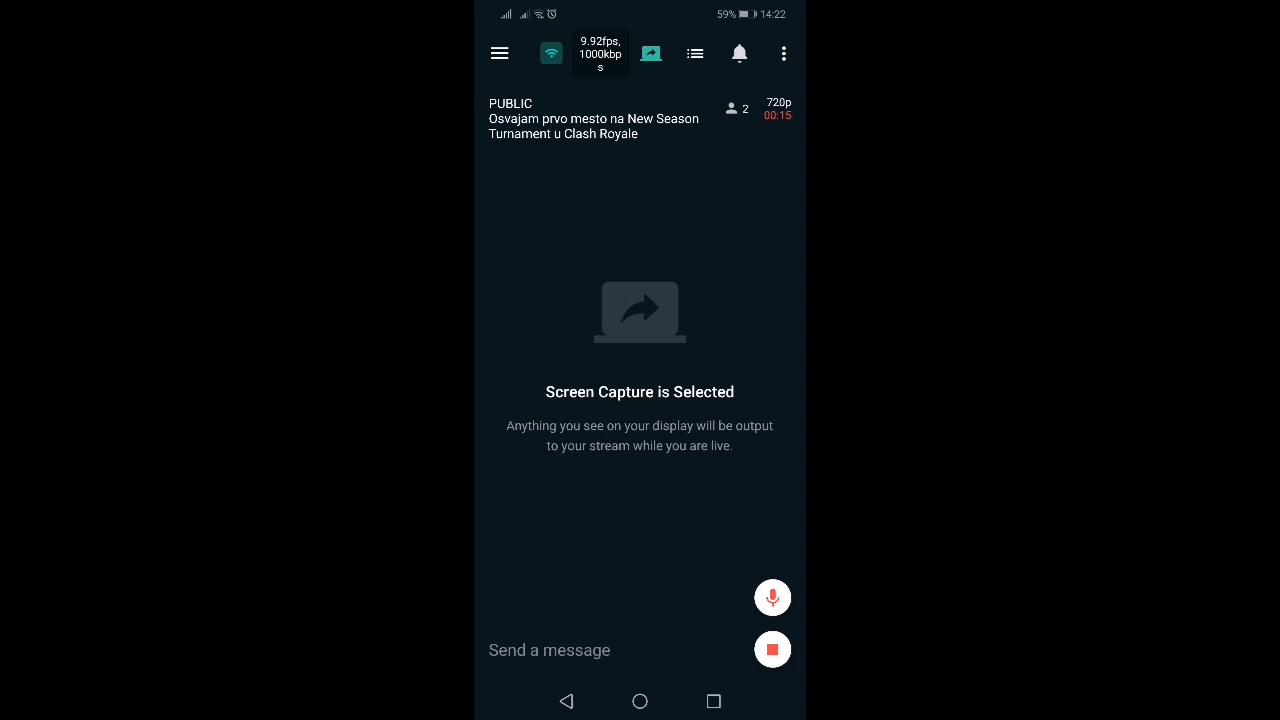 59% 14:22
9.92fps,
1000kbp
s
PUBLIC
Osvajam prvo mesto na New Season
Turnament u Clash Royale
2
720p
00:15
Screen Capture is Selected
Anything you see on your display will be output
to your stream while you are live.
Send a message